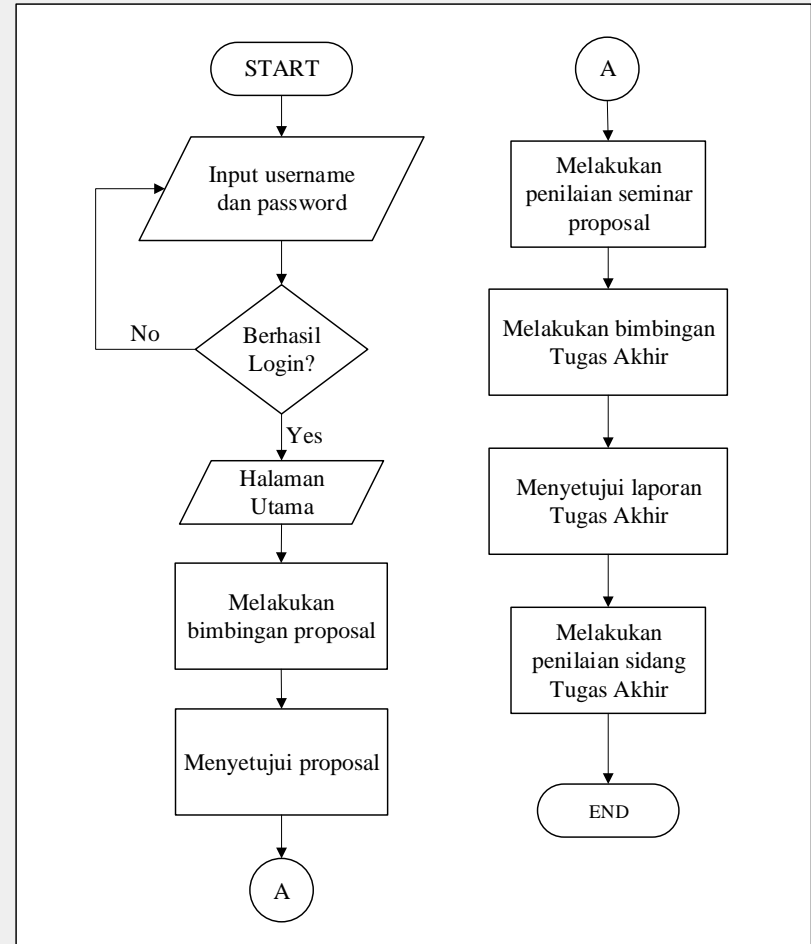 START
Input username
dan password
No
Berhasil
Login?
Yes
Halaman
Utama
Melakukan
bimbingan proposal
Menyetujui proposal
A
A
Melakukan
penilaian seminar
proposal
Melakukan bimbingan
Tugas Akhir
Menyetujui laporan
Tugas Akhir
Melakukan
penilaian sidang
Tugas Akhir
END